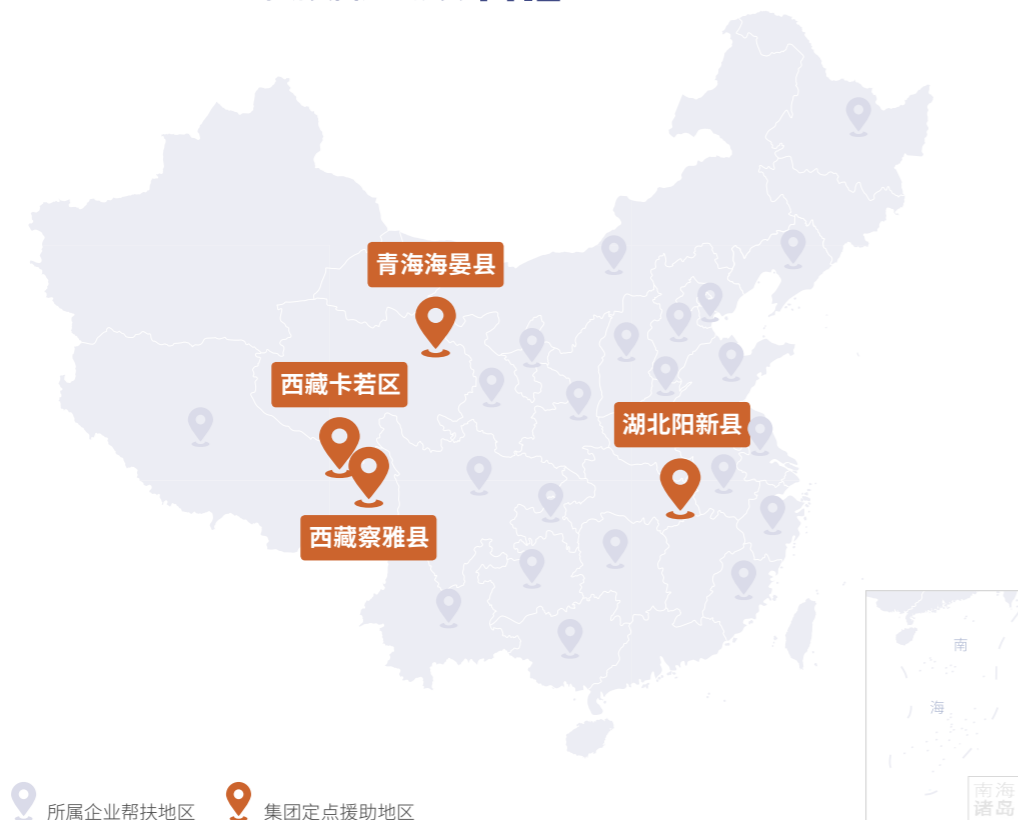 青海海晏县
西藏卡若区
湖北阳新县
西藏察雅县
南
海
南海
诸岛
所属企业帮扶地区
集团定点援助地区